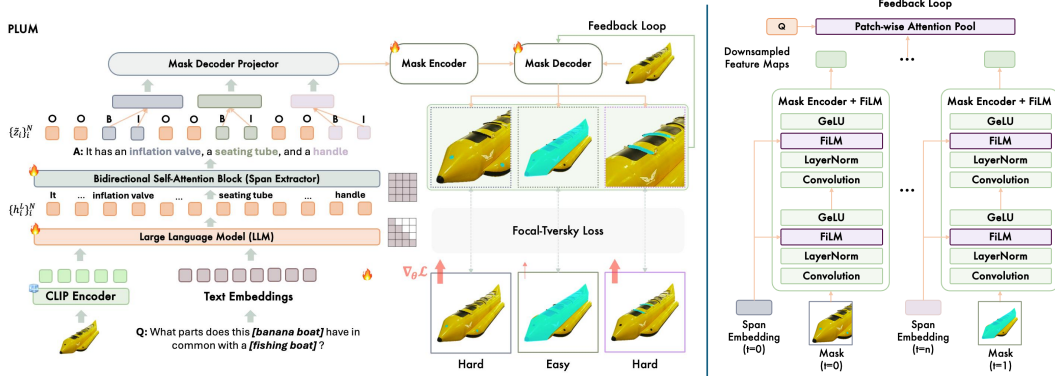 PLUM
Feedback Loop
Mask Decoder Projector
Mask Encoder
Mask Decoder
O O B I O O B I O O B I
{z̃ᵢ}ᵢᴺ
A: It has an inflation valve, a seating tube, and a handle
Bidirectional Self-Attention Block (Span Extractor)
It ... inflation valve ... seating tube ... handle
{hᵢᴸ}ᵢᴺ
Large Language Model (LLM)
Focal-Tversky Loss
∇θℒ
CLIP Encoder
Text Embeddings
Q: What parts does this [banana boat] have in
common with a [fishing boat] ?
Hard
Easy
Hard
Feedback Loop
Q
Patch-wise Attention Pool
Downsampled
Feature Maps
...
Mask Encoder + FiLM
GeLU
FiLM
LayerNorm
Convolution
GeLU
FiLM
LayerNorm
Convolution
...
Mask Encoder + FiLM
GeLU
FiLM
LayerNorm
Convolution
GeLU
FiLM
LayerNorm
Convolution
Span
Embedding
(t=0)
Mask
(t=0)
Span
Embedding
(t=n)
Mask
(t=1)